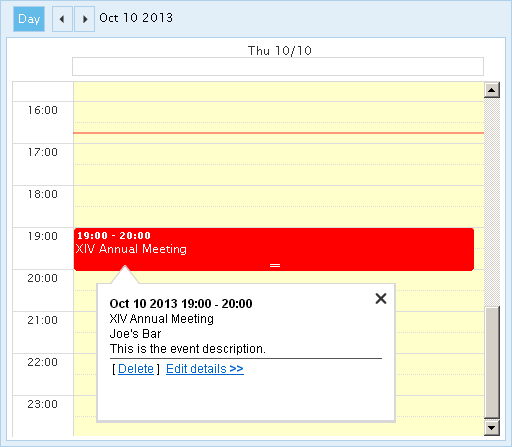 Day Oct 10 2013
Thu 10/10
16:00
17:00
18:00
19:00
19:00 - 20:00
XIV Annual Meeting
20:00
Oct 10 2013 19:00 - 20:00
XIV Annual Meeting
Joe's Bar
This is the event description.
[ Delete ] Edit details >>
21:00
22:00
23:00